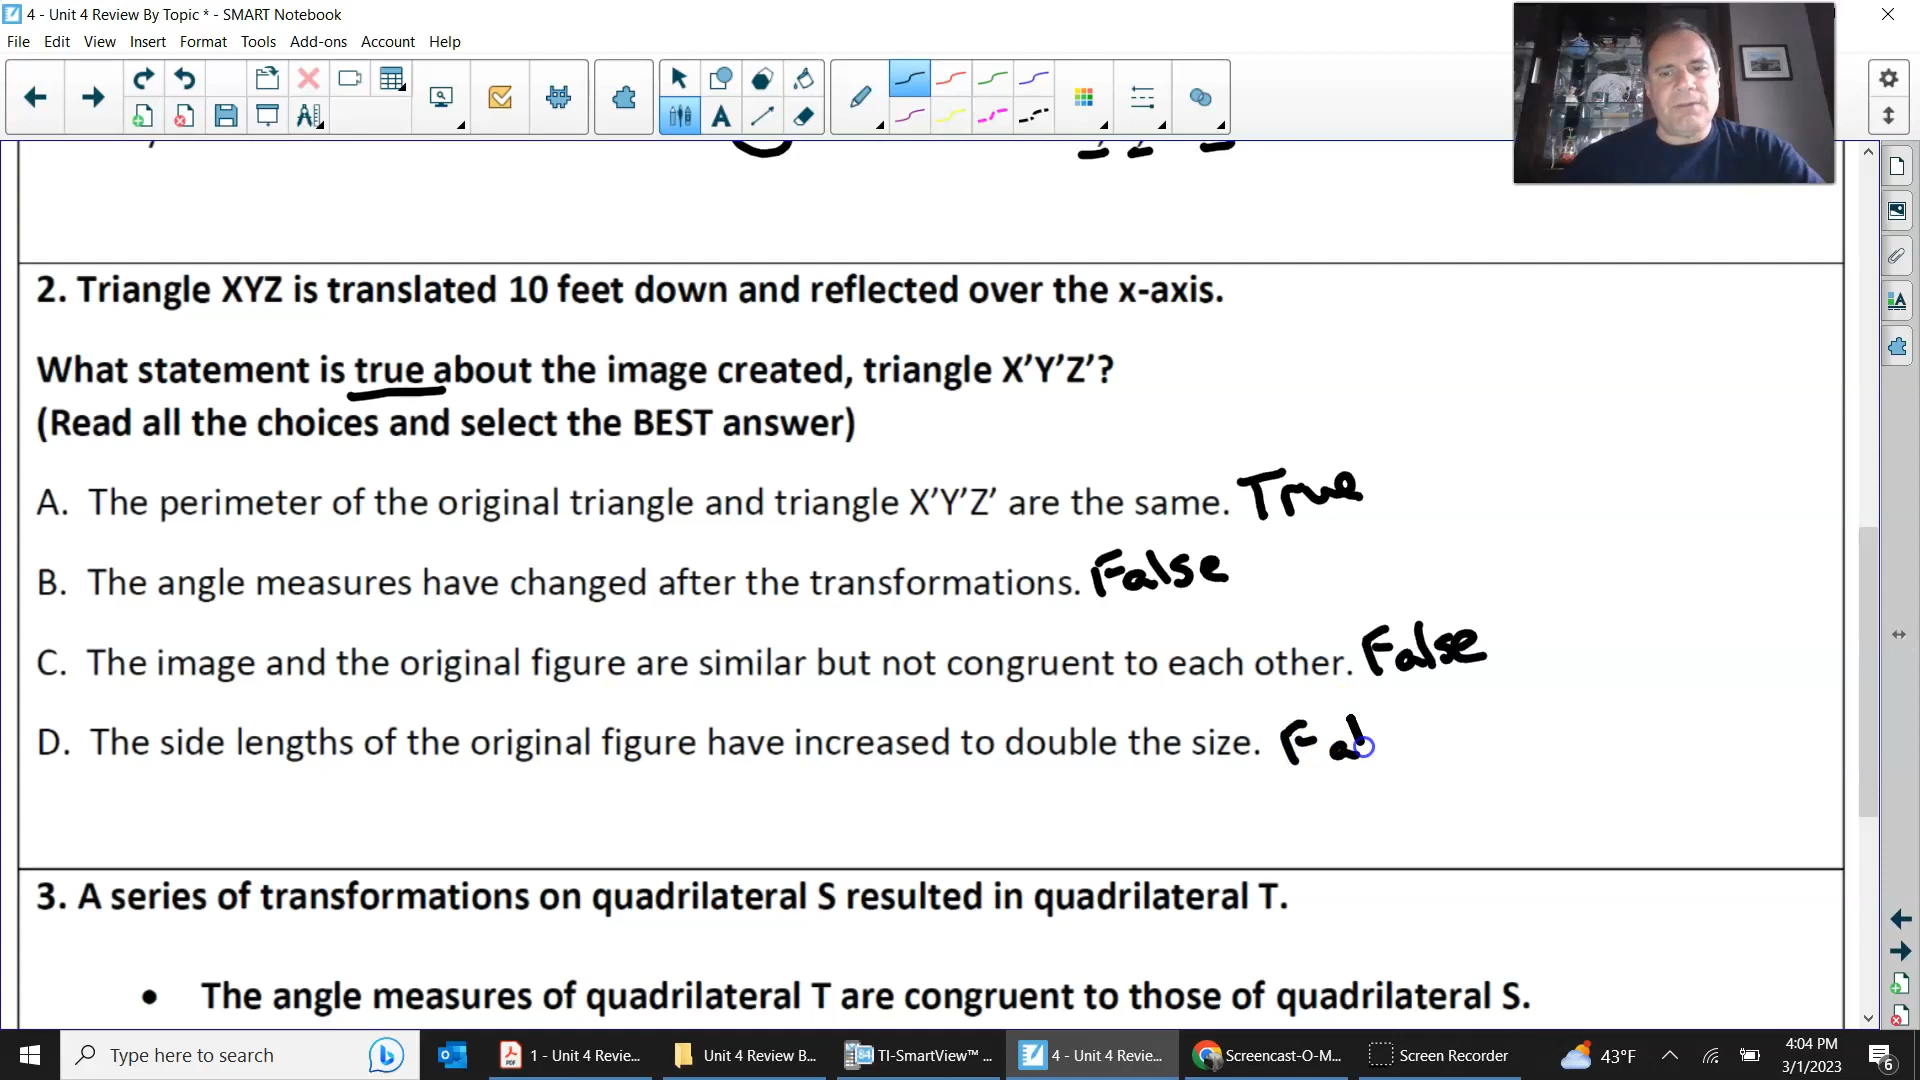 4 - Unit 4 Review By Topic * - SMART Notebook
File Edit View Insert Format Tools Add-ons Account Help
2. Triangle XYZ is translated 10 feet down and reflected over the x-axis.
What statement is true about the image created, triangle X’Y’Z’?
(Read all the choices and select the BEST answer)
A. The perimeter of the original triangle and triangle X’Y’Z’ are the same. True
B. The angle measures have changed after the transformations. False
C. The image and the original figure are similar but not congruent to each other. False
D. The side lengths of the original figure have increased to double the size. Fal
3. A series of transformations on quadrilateral S resulted in quadrilateral T.
• The angle measures of quadrilateral T are congruent to those of quadrilateral S.
Type here to search
1 - Unit 4 Revie...
Unit 4 Review B...
TI-SmartView™ ...
4 - Unit 4 Revie...
Screencast-O-M...
Screen Recorder
43°F
4:04 PM
3/1/2023
6